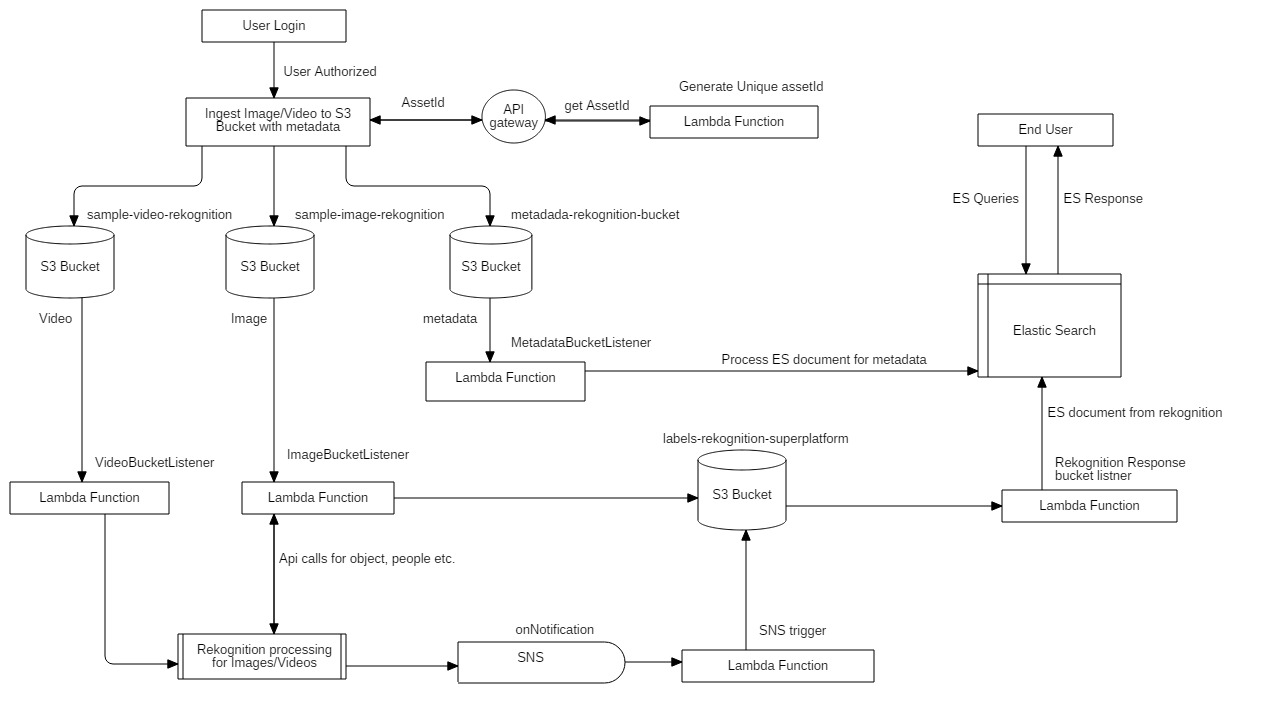 User Login
User Authorized
Generate Unique assetId
AssetId
get AssetId
Ingest Image/Video to S3
Bucket with metadata
API
gateway
Lambda Function
End User
ES Queries
ES Response
sample-video-rekognition
sample-image-rekognition
metadada-rekognition-bucket
S3 Bucket
S3 Bucket
S3 Bucket
Video
Image
metadata
Elastic Search
MetadataBucketListener
Process ES document for metadata
Lambda Function
ES document from rekognition
labels-rekognition-superplatform
VideoBucketListener
ImageBucketListener
Rekognition Response
bucket listner
Lambda Function
Lambda Function
S3 Bucket
Lambda Function
Api calls for object, people etc.
onNotification
SNS trigger
Rekognition processing
for Images/Videos
SNS
Lambda Function